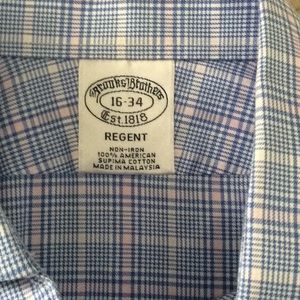 Brooks Brothers
16-34
Est. 1818
REGENT
NON-IRON
100% AMERICAN
SUPIMA COTTON
MADE IN MALAYSIA